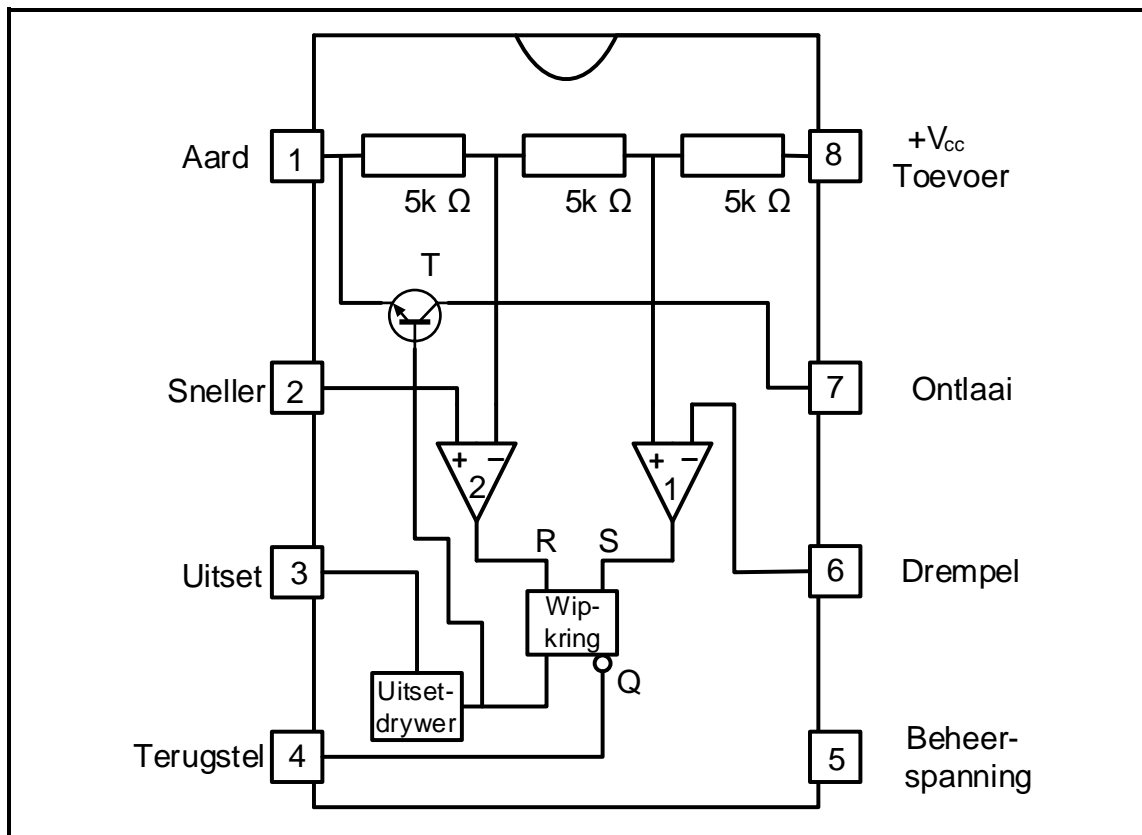 Aard
1
5k Ω
5k Ω
5k Ω
8
+Vcc
Toevoer
T
Sneller
2
7
Ontlaai
+ −
2
+ −
1
R
S
Uitset
3
6
Drempel
Wip-
kring
Q
Uitset-
drywer
Terugstel
4
5
Beheer-
spanning